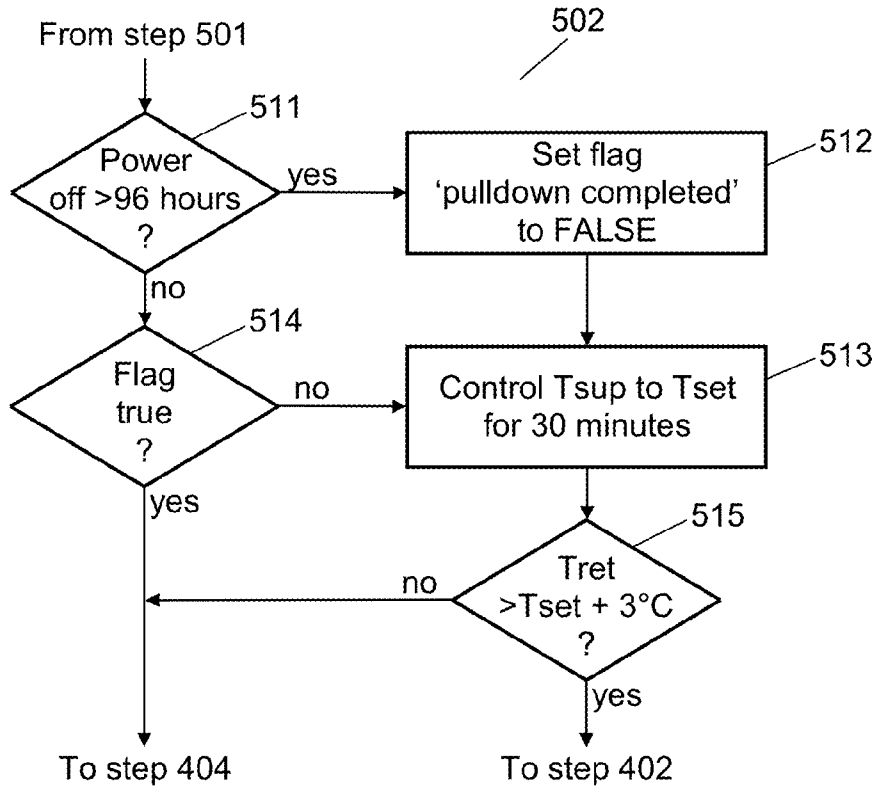 From step 501
502
511
Power
off >96 hours
?
yes
512
Set flag
‘pulldown completed’
to FALSE
no
514
Flag
true
?
no
513
Control Tsup to Tset
for 30 minutes
yes
515
Tret
>Tset + 3°C
?
no
yes
To step 404
To step 402